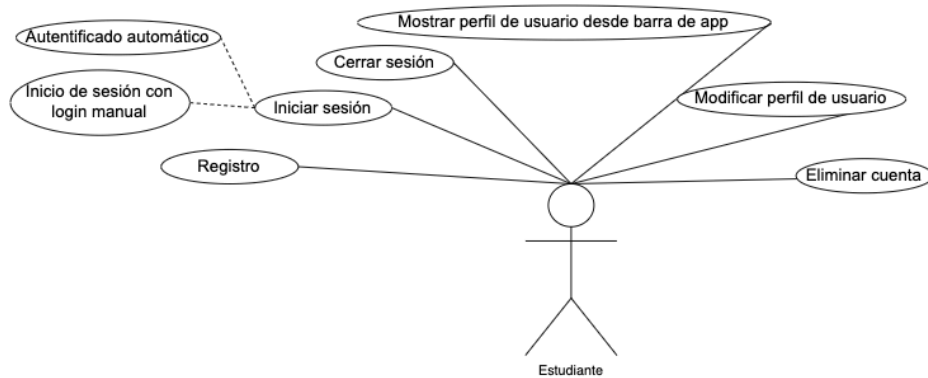 Mostrar perfil de usuario desde barra de app
Autentificado automático
Cerrar sesión
Inicio de sesión con
login manual
Iniciar sesión
Modificar perfil de usuario
Registro
Eliminar cuenta
Estudiante